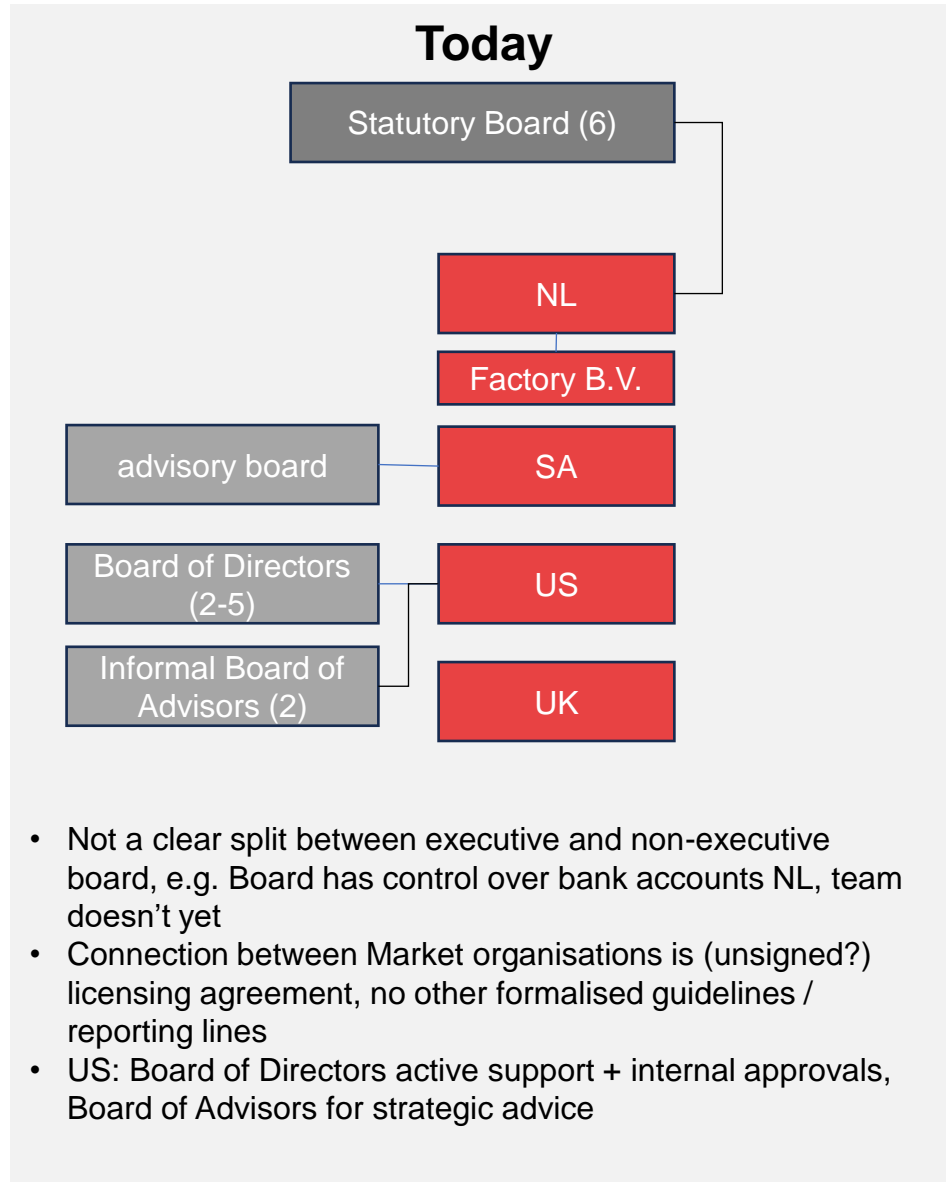 Today
Statutory Board (6)
NL
Factory B.V.
advisory board
SA
Board of Directors
(2-5)
US
Informal Board of
Advisors (2)
UK
• Not a clear split between executive and non-executive
board, e.g. Board has control over bank accounts NL, team
doesn’t yet
• Connection between Market organisations is (unsigned?)
licensing agreement, no other formalised guidelines /
reporting lines
• US: Board of Directors active support + internal approvals,
Board of Advisors for strategic advice